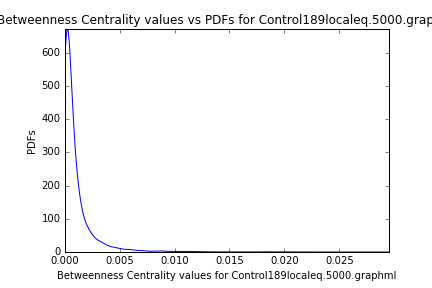 Betweenness Centrality values vs PDFs for Control189localeq.5000.grap
600
500
400
300
200
100
0
PDFs
0.000 0.005 0.010 0.015 0.020 0.025
Betweenness Centrality values for Control189localeq.5000.graphml